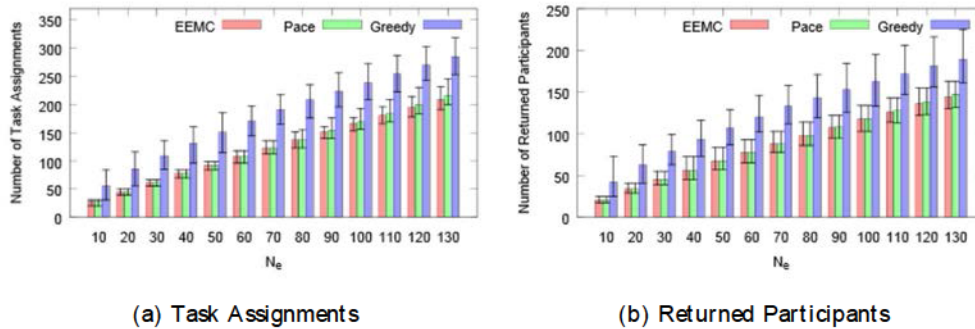 EEMC Pace Greedy
Number of Task Assignments
350
300
250
200
150
100
50
0
10 20 30 40 50 60 70 80 90 100 110 120 130
Ne
(a) Task Assignments
EEMC Pace Greedy
Number of Returned Participants
250
200
150
100
50
0
10 20 30 40 50 60 70 80 90 100 110 120 130
Ne
(b) Returned Participants